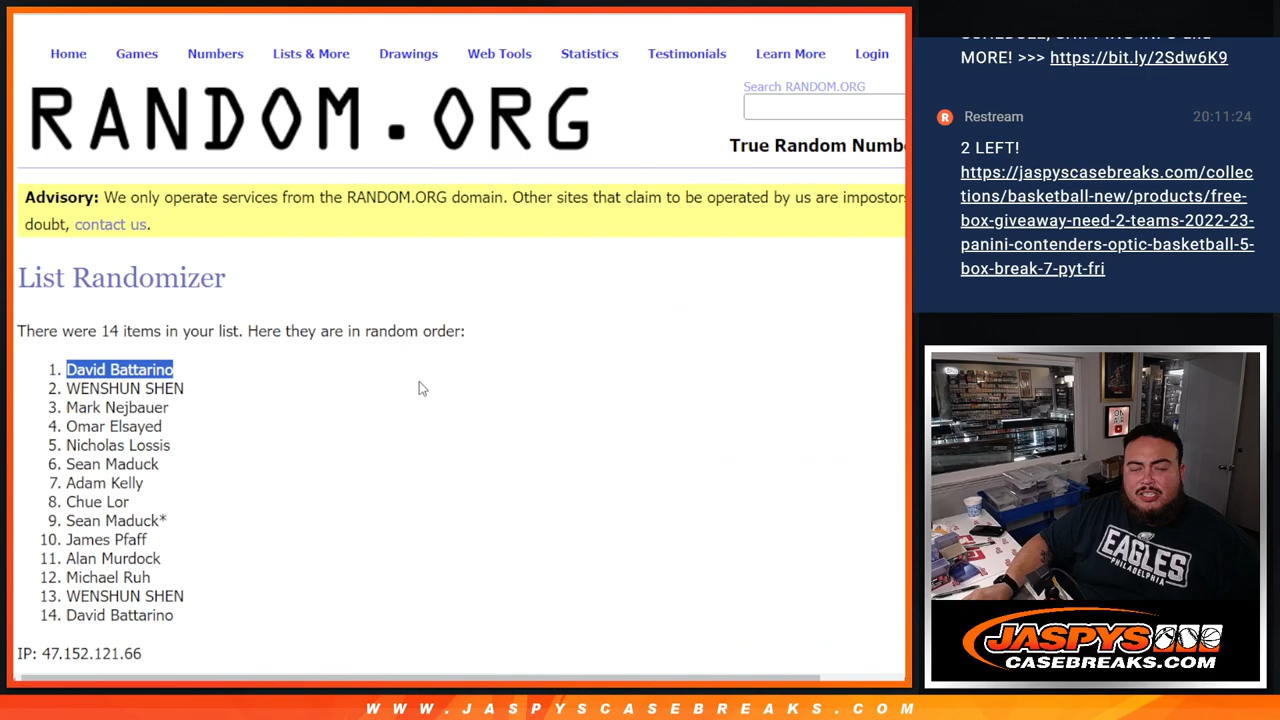 Home Games Numbers Lists & More Drawings Web Tools Statistics Testimonials Learn More Login
RANDOM.ORG
Search RANDOM.ORG
True Random Numb
Advisory: We only operate services from the RANDOM.ORG domain. Other sites that claim to be operated by us are impostors
doubt, contact us.
List Randomizer
There were 14 items in your list. Here they are in random order:
1. David Battarino
2. WENSHUN SHEN
3. Mark Nejbauer
4. Omar Elsayed
5. Nicholas Lossis
6. Sean Maduck
7. Adam Kelly
8. Chue Lor
9. Sean Maduck*
10. James Pfaff
11. Alan Murdock
12. Michael Ruh
13. WENSHUN SHEN
14. David Battarino
IP: 47.152.121.66
MORE! >>> https://bit.ly/2Sdw6K9
R Restream 20:11:24
2 LEFT!
https://jaspyscasebreaks.com/collec
tions/basketball-new/products/free-
box-giveaway-need-2-teams-2022-23-
panini-contenders-optic-basketball-5-
box-break-7-pyt-fri
ON
AIR
EAGLES
PHILADELPHIA
JASPYS
CASEBREAKS.COM
WWW.JASPYSCASEBREAKS.COM